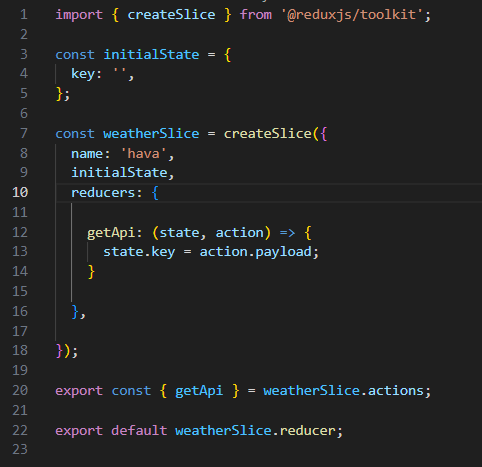 1 import { createSlice } from '@reduxjs/toolkit';
2
3 const initialState = {
4 key: '',
5 };
6
7 const weatherSlice = createSlice({
8 name: 'hava',
9 initialState,
10 reducers: {
11
12 getApi: (state, action) => {
13 state.key = action.payload;
14 }
15
16 },
17
18 });
19
20 export const { getApi } = weatherSlice.actions;
21
22 export default weatherSlice.reducer;
23